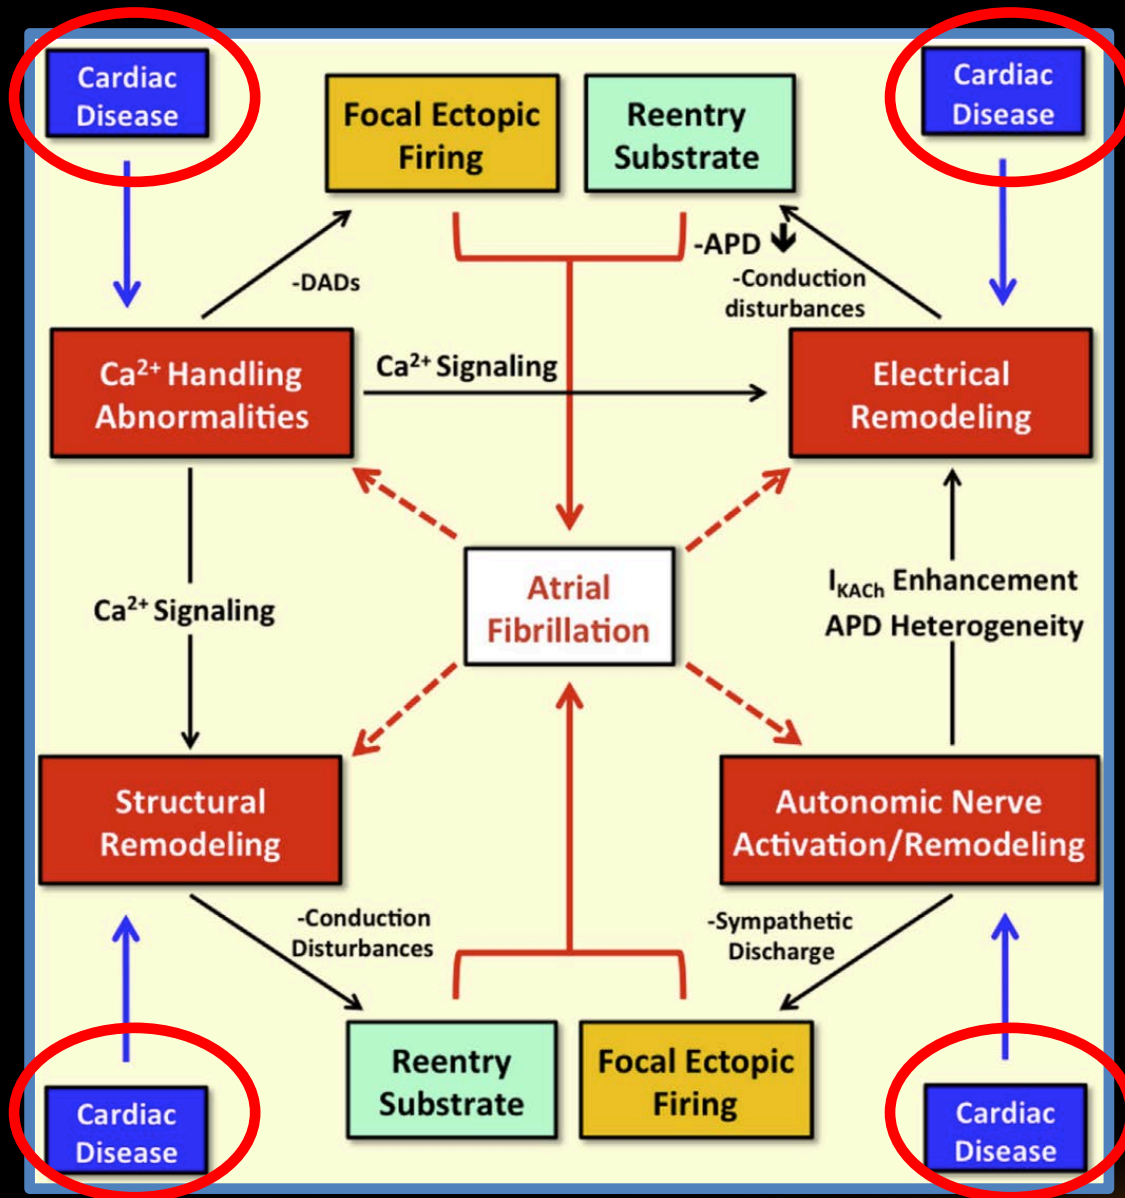 Cardiac
Disease
Focal Ectopic
Firing
Reentry
Substrate
Cardiac
Disease
-APD ↓
-DADs
-Conduction
disturbances
Ca²⁺ Handling
Abnormalities
Ca²⁺ Signaling
Electrical
Remodeling
Atrial
Fibrillation
Ca²⁺ Signaling
I_KACh Enhancement
APD Heterogeneity
Structural
Remodeling
Autonomic Nerve
Activation/Remodeling
-Conduction
Disturbances
-Sympathetic
Discharge
Reentry
Substrate
Focal Ectopic
Firing
Cardiac
Disease
Cardiac
Disease